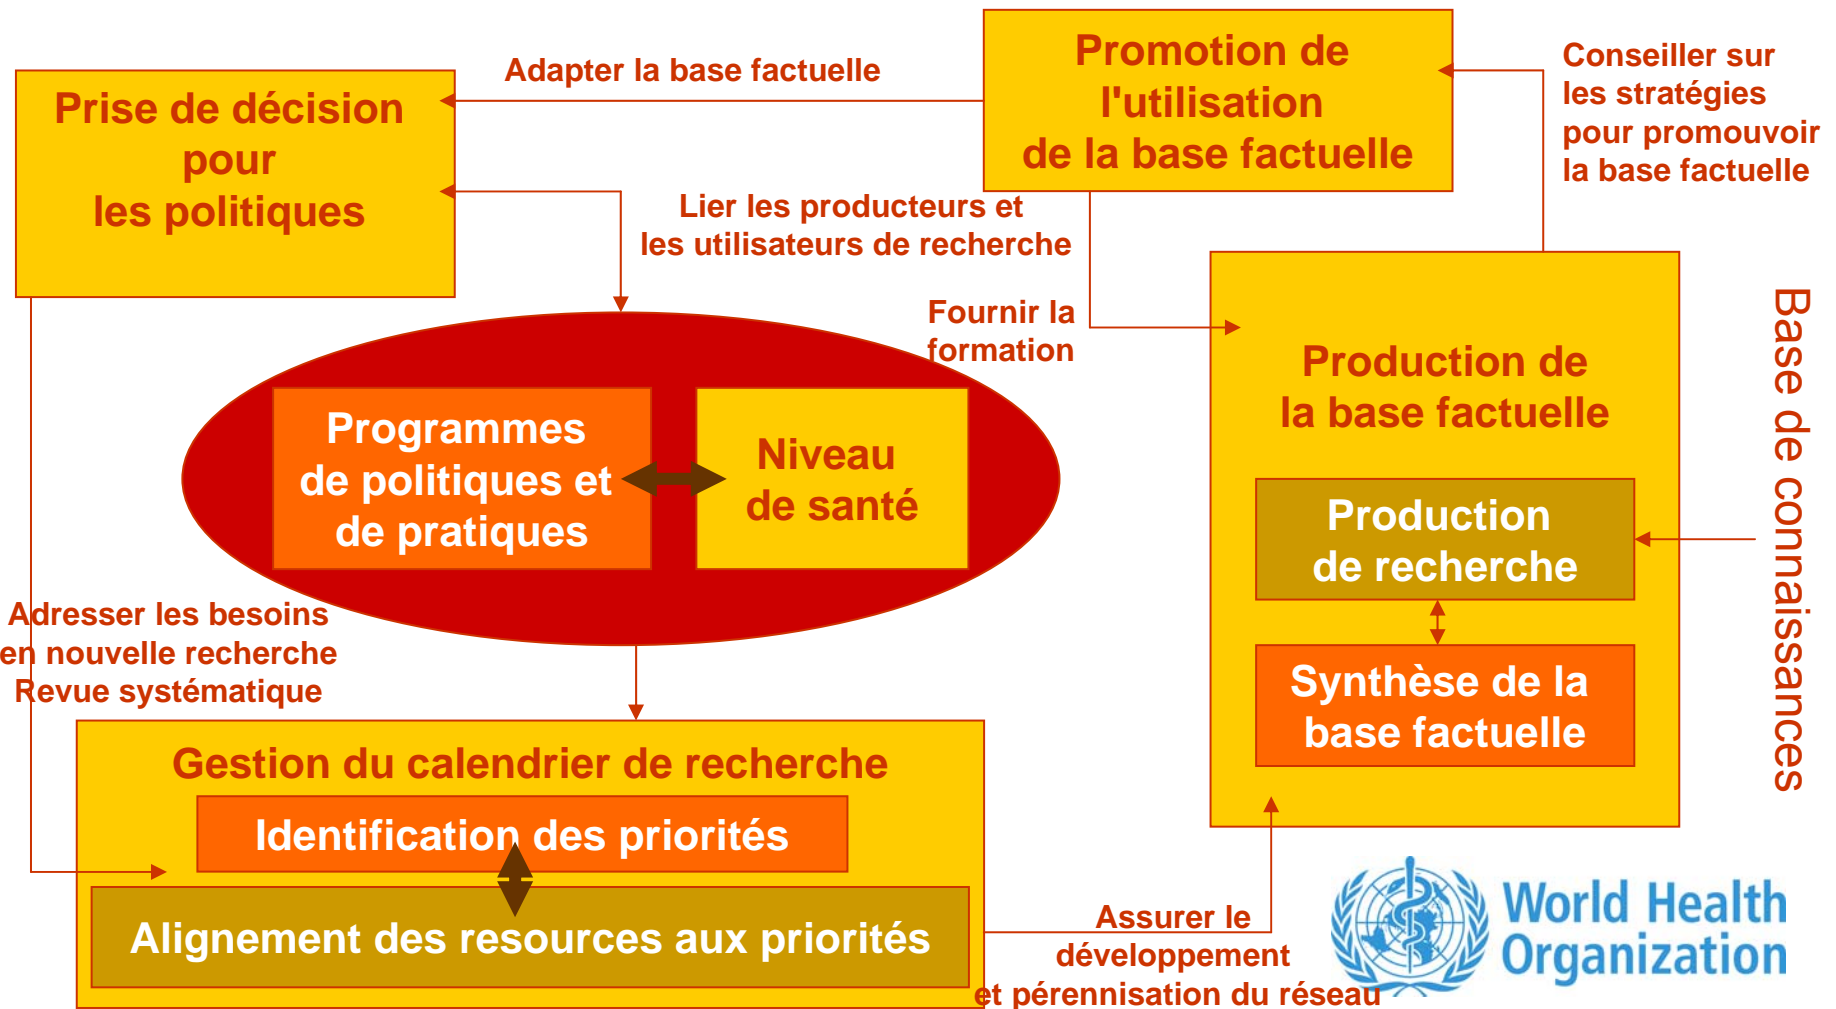 Prise de décision
pour
les politiques
Adapter la base factuelle
Promotion de
l'utilisation
de la base factuelle
Conseiller sur
les stratégies
pour promouvoir
la base factuelle
Lier les producteurs et
les utilisateurs de recherche
Fournir la
formation
Programmes
de politiques et
de pratiques
Niveau
de santé
Production de
la base factuelle
Production
de recherche
Synthèse de la
base factuelle
Base de connaissances
Adresser les besoins
en nouvelle recherche
Revue systématique
Gestion du calendrier de recherche
Identification des priorités
Alignement des resources aux priorités
Assurer le
développement
et pérennisation du réseau
World Health
Organization